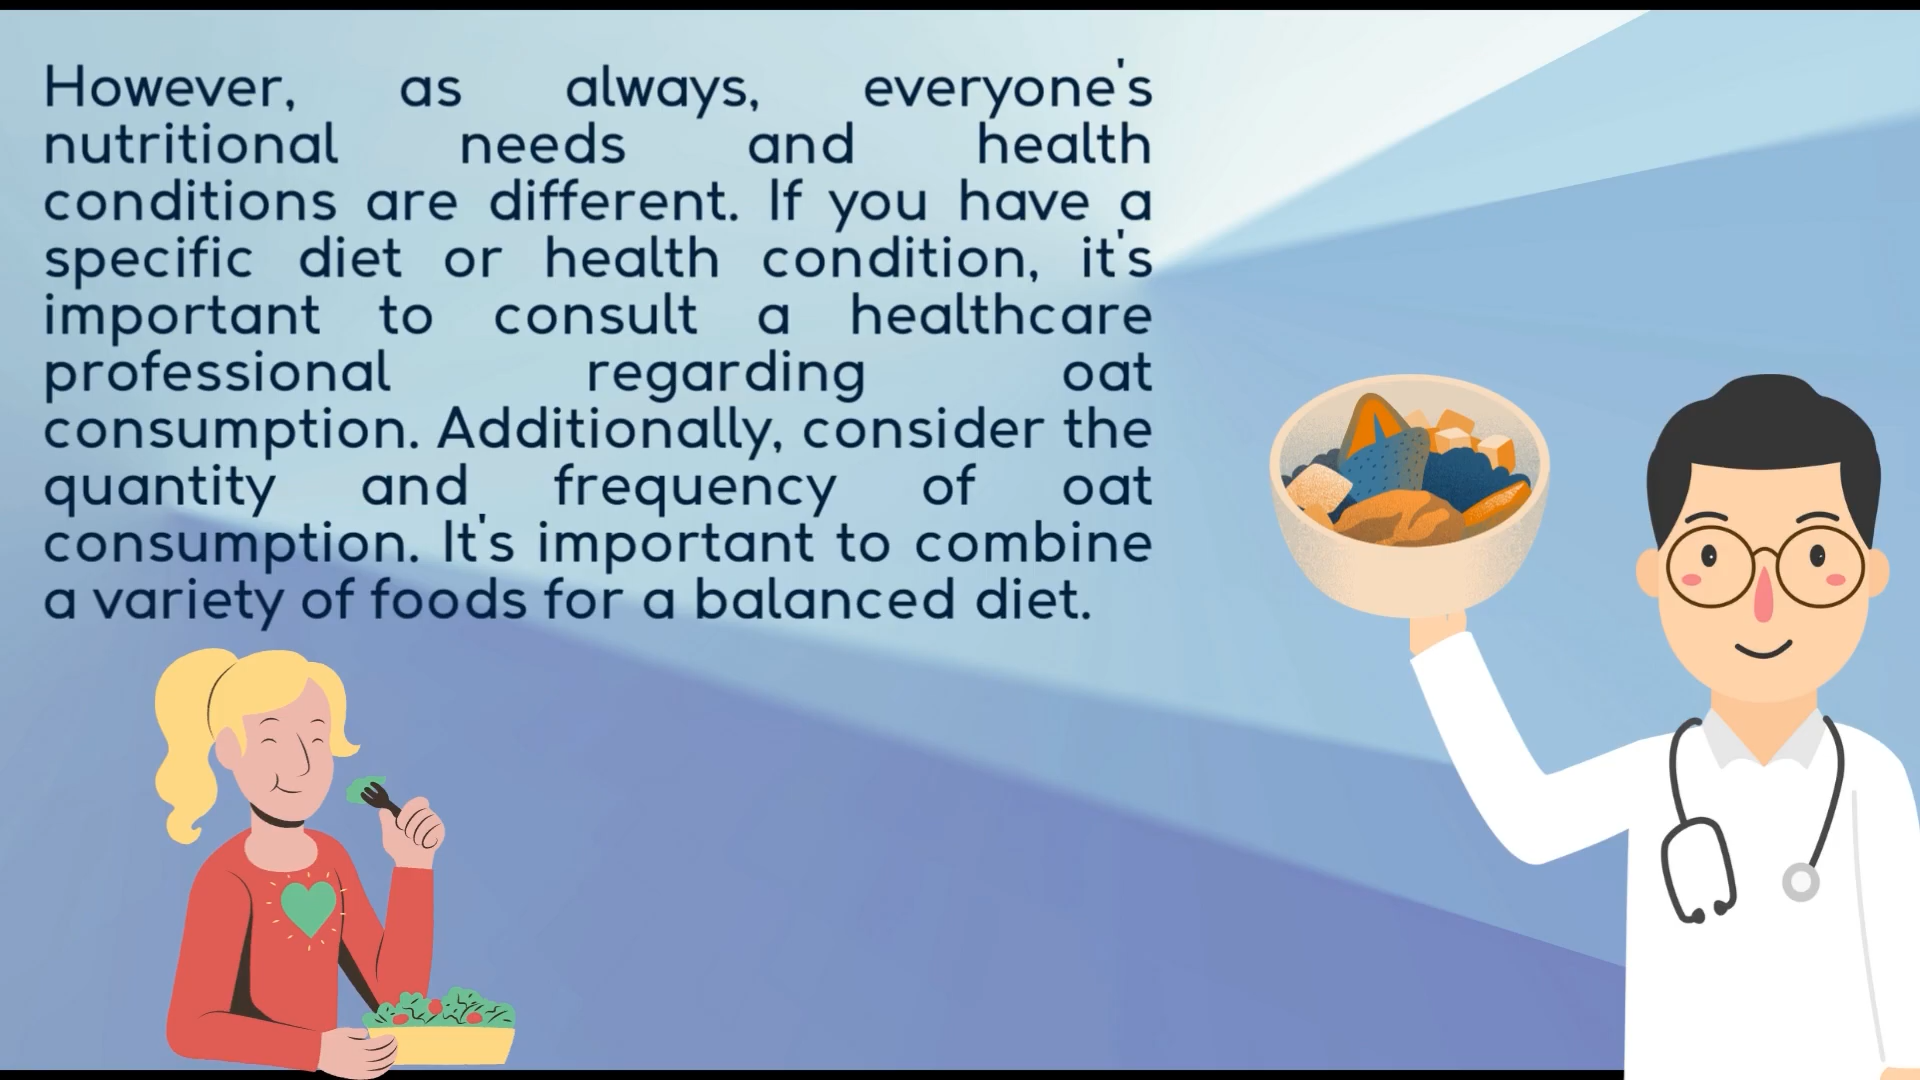 However, as always, everyone's
nutritional needs and health
conditions are different. If you have a
specific diet or health condition, it's
important to consult a healthcare
professional regarding oat
consumption. Additionally, consider the
quantity and frequency of oat
consumption. It's important to combine
a variety of foods for a balanced diet.